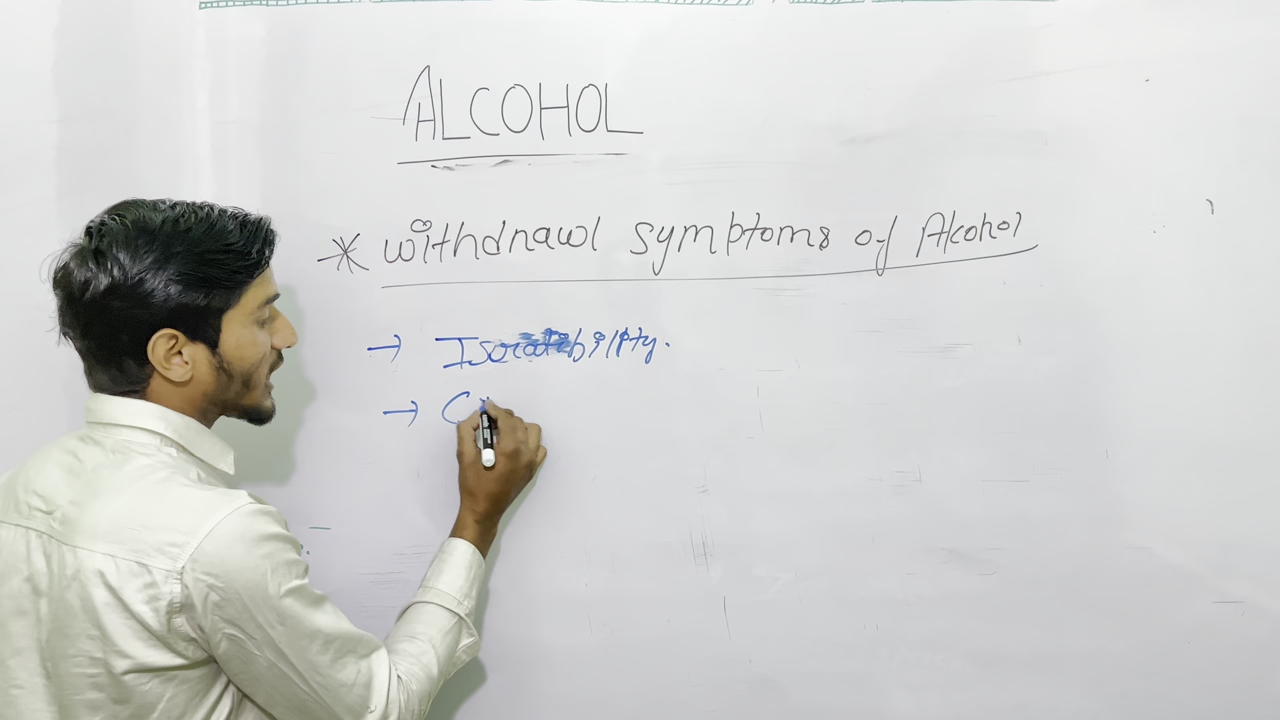 ALCOHOL
* withdrawl symptoms of Alcohol
→
→ C